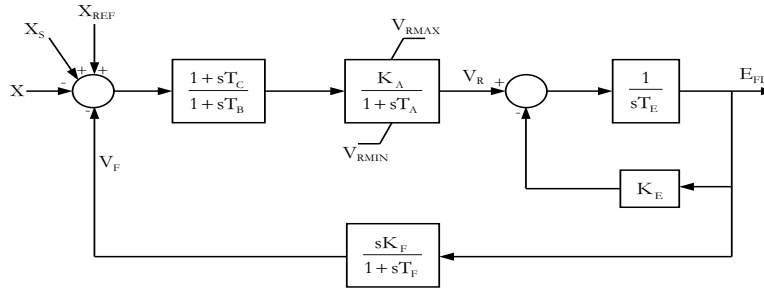 X_REF
X_S
V_RMAX
+ +
-
X
-
1 + sT_C
1 + sT_B
K_A
1 + sT_A
V_R
+
-
1
sT_E
E_FD
V_RMIN
V_F
K_E
sK_F
1 + sT_F